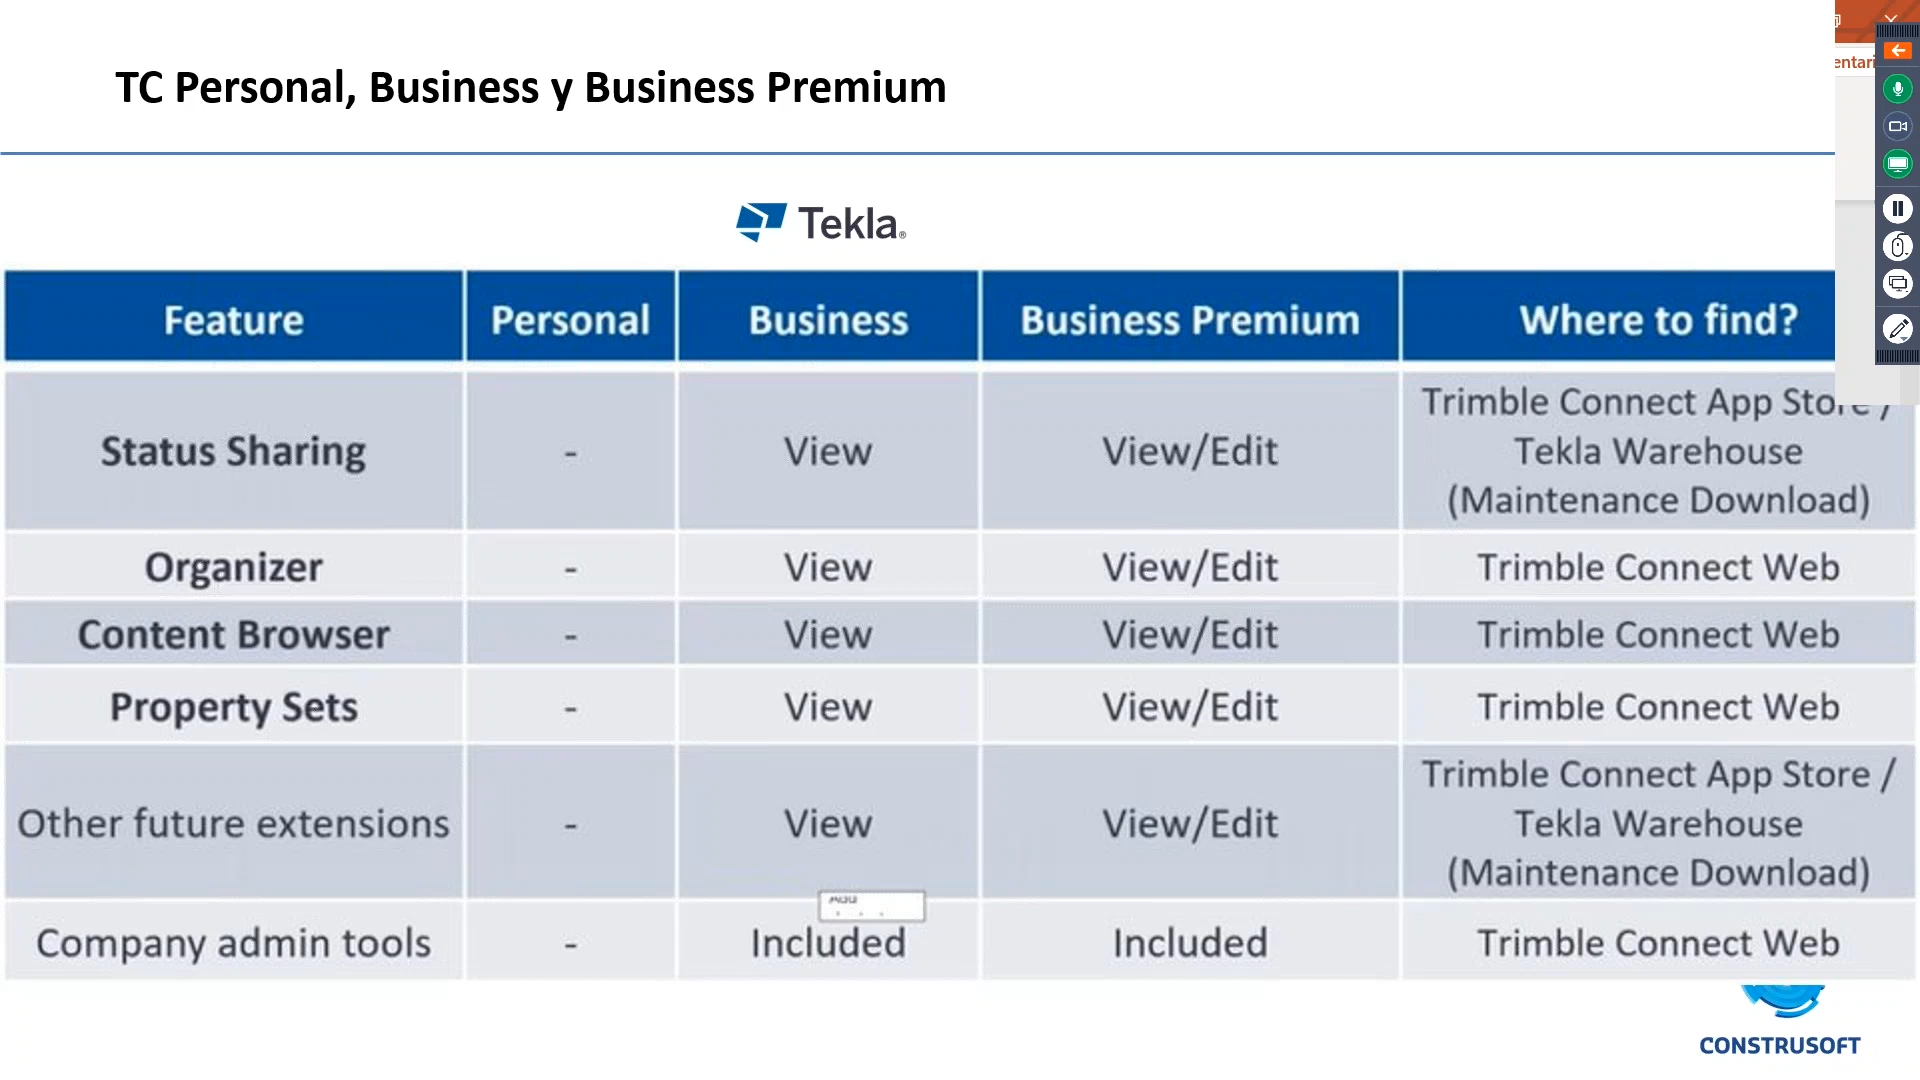 TC Personal, Business y Business Premium
entari
Tekla®
Feature Personal Business Business Premium Where to find?
Status Sharing - View View/Edit Trimble Connect App Store /
Tekla Warehouse
(Maintenance Download)
Organizer - View View/Edit Trimble Connect Web
Content Browser - View View/Edit Trimble Connect Web
Property Sets - View View/Edit Trimble Connect Web
Other future extensions - View View/Edit Trimble Connect App Store /
Tekla Warehouse
(Maintenance Download)
Company admin tools - Included Included Trimble Connect Web
CONSTRUSOFT